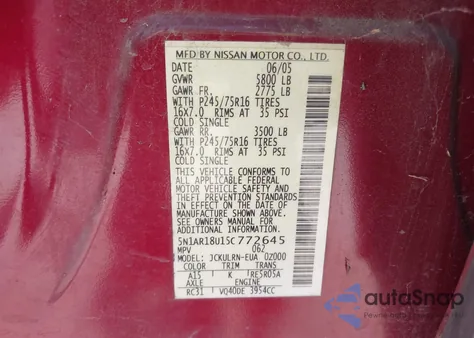 MFD BY NISSAN MOTOR CO., LTD.
DATE 06/05
GVWR 5800 LB
GAWR FR. 2775 LB
WITH P245/75R16 TIRES
16X7.0 RIMS AT 35 PSI
COLD SINGLE
GAWR RR. 3500 LB
WITH P245/75R16 TIRES
16X7.0 RIMS AT 35 PSI
COLD SINGLE
THIS VEHICLE CONFORMS TO
ALL APPLICABLE FEDERAL
MOTOR VEHICLE SAFETY AND
THEFT PREVENTION STANDARDS
IN EFFECT ON THE DATE OF
MANUFACTURE SHOWN ABOVE.
SEE OWNER'S MANUAL FOR
ADDITIONAL INFORMATION.
5N1AR18U15C772645
MPV 062
MODEL: JCKULRN-EUA 0Z000
COLOR TRIM TRANS
A15 K RE5R05A
AXLE ENGINE
RC31 VQ40DE 3954CC
autoSnap